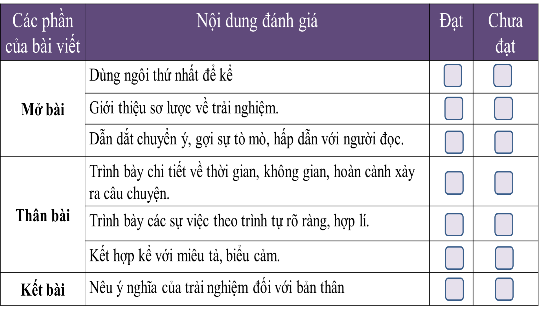 Các phần của bài viết
Nội dung đánh giá
Đạt
Chưa đạt
Mở bài
Dùng ngôi thứ nhất để kể
Giới thiệu sơ lược về trải nghiệm.
Dẫn dắt chuyển ý, gợi sự tò mò, hấp dẫn với người đọc.
Thân bài
Trình bày chi tiết về thời gian, không gian, hoàn cảnh xảy
ra câu chuyện.
Trình bày các sự việc theo trình tự rõ ràng, hợp lí.
Kết hợp kể với miêu tả, biểu cảm.
Kết bài
Nêu ý nghĩa của trải nghiệm đối với bản thân